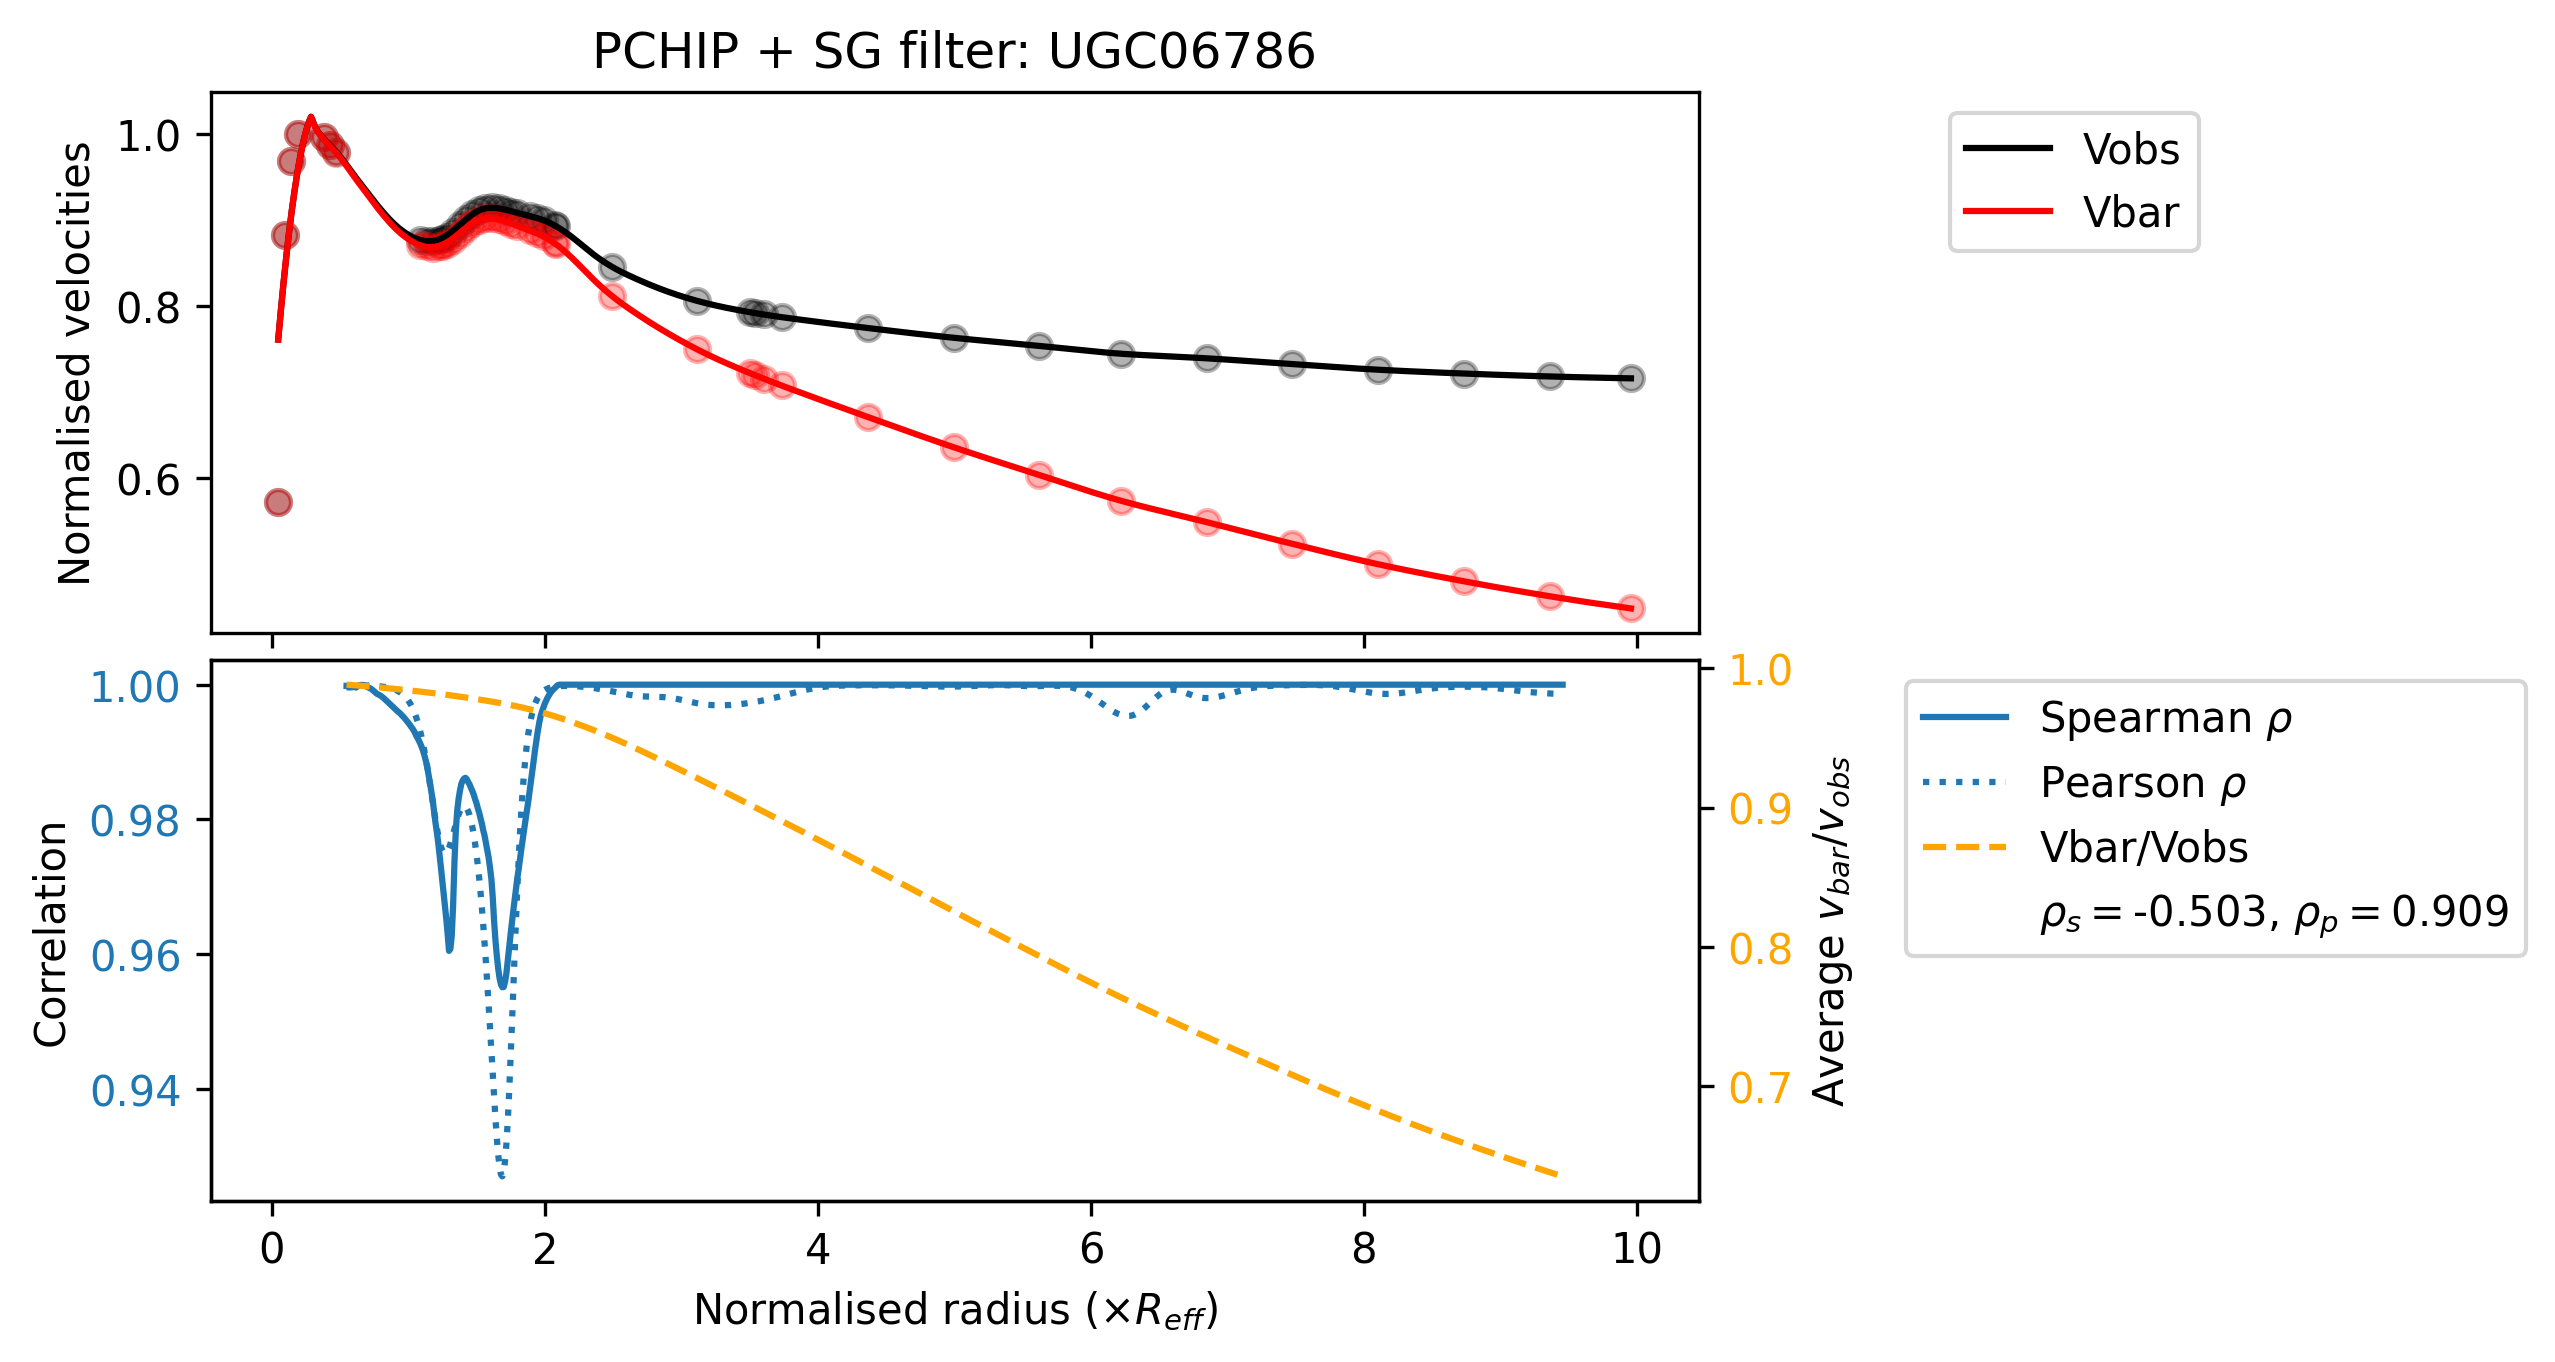 PCHIP + SG filter: UGC06786
Normalised velocities
1.0
0.8
0.6
Vobs
Vbar
Correlation
1.00
0.98
0.96
0.94
1.0
0.9
0.8
0.7
Average v_bar/v_obs
Spearman ρ
Pearson ρ
Vbar/Vobs
ρ_s = -0.503, ρ_p = 0.909
0 2 4 6 8 10
Normalised radius (×R_eff)